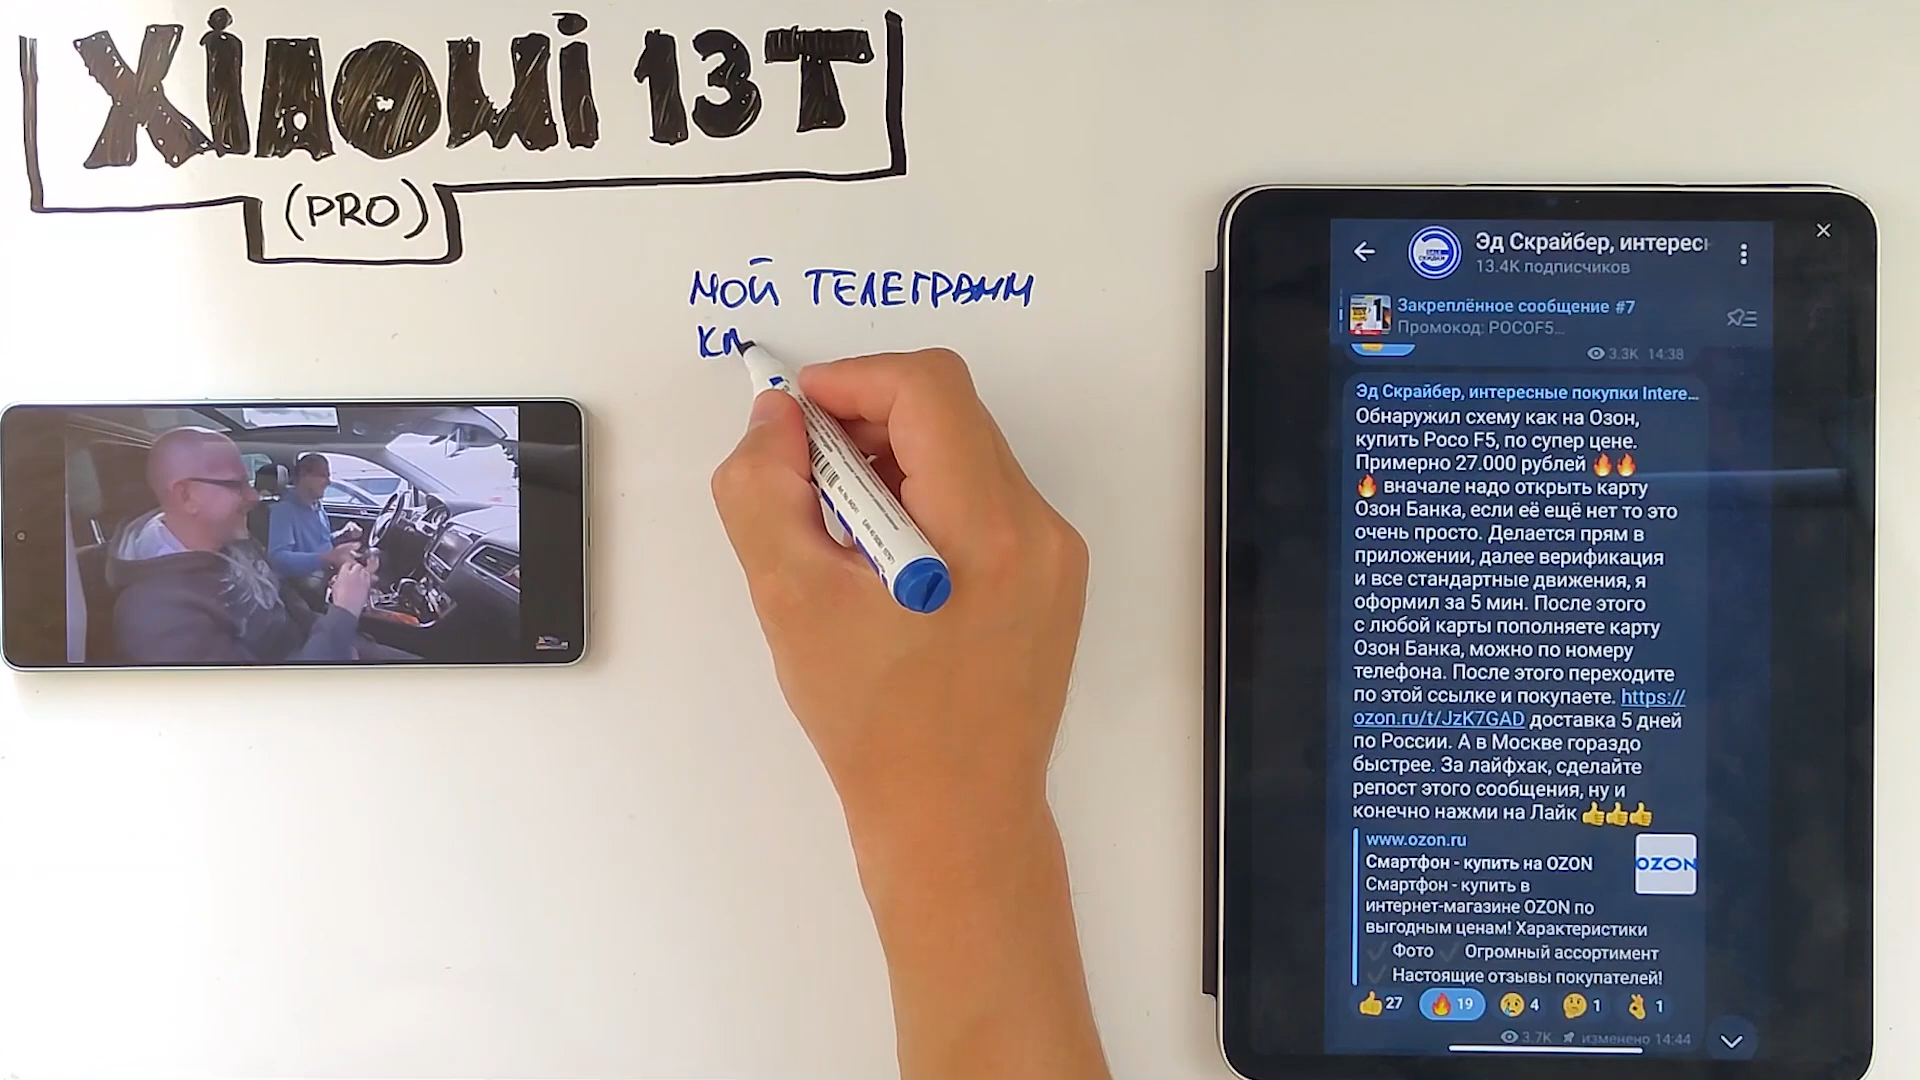 Xiaomi 13T
(PRO)
МОЙ ТЕЛЕГРАММ
КА
Эд Скрайбер, интересн
13.4K подписчиков
Закреплённое сообщение #7
Промокод: POCOF5...
3.3K 14:38
Эд Скрайбер, интересные покупки Intere...
Обнаружил схему как на Озон,
купить Poco F5, по супер цене.
Примерно 27.000 рублей 🔥🔥
🔥 вначале надо открыть карту
Озон Банка, если её ещё нет то это
очень просто. Делается прям в
приложении, далее верификация
и все стандартные движения, я
оформил за 5 мин. После этого
с любой карты пополняете карту
Озон Банка, можно по номеру
телефона. После этого переходите
по этой ссылке и покупаете. https://
ozon.ru/t/JzK7GAD доставка 5 дней
по России. А в Москве гораздо
быстрее. За лайфхак, сделайте
репост этого сообщения, ну и
конечно нажми на Лайк 👍👍👍
www.ozon.ru
Смартфон - купить на OZON
OZON
Смартфон - купить в
интернет-магазине OZON по
выгодным ценам! Характеристики
✓ Фото ✓ Огромный ассортимент
✓ Настоящие отзывы покупателей!
👍 27 🔥 19 😢 4 🤔 1 👌 1
3.7K изменено 14:44